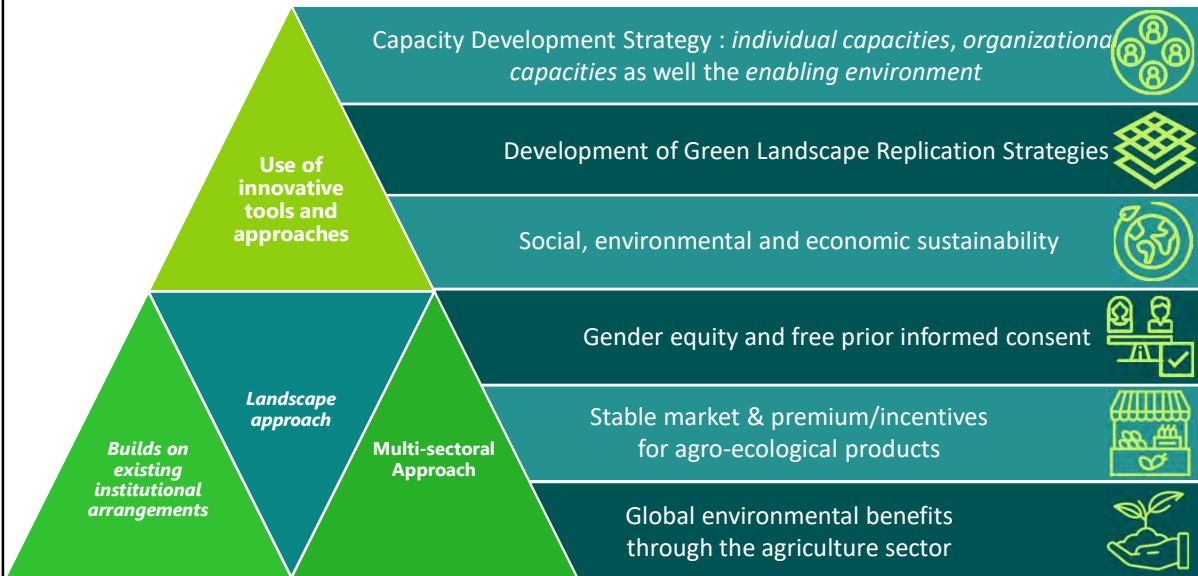 Capacity Development Strategy : individual capacities, organizational
capacities as well the enabling environment
Development of Green Landscape Replication Strategies
Use of
innovative
tools and
approaches
Social, environmental and economic sustainability
Gender equity and free prior informed consent
Landscape
approach
Builds on
existing
institutional
arrangements
Multi-sectoral
Approach
Stable market & premium/incentives
for agro-ecological products
Global environmental benefits
through the agriculture sector